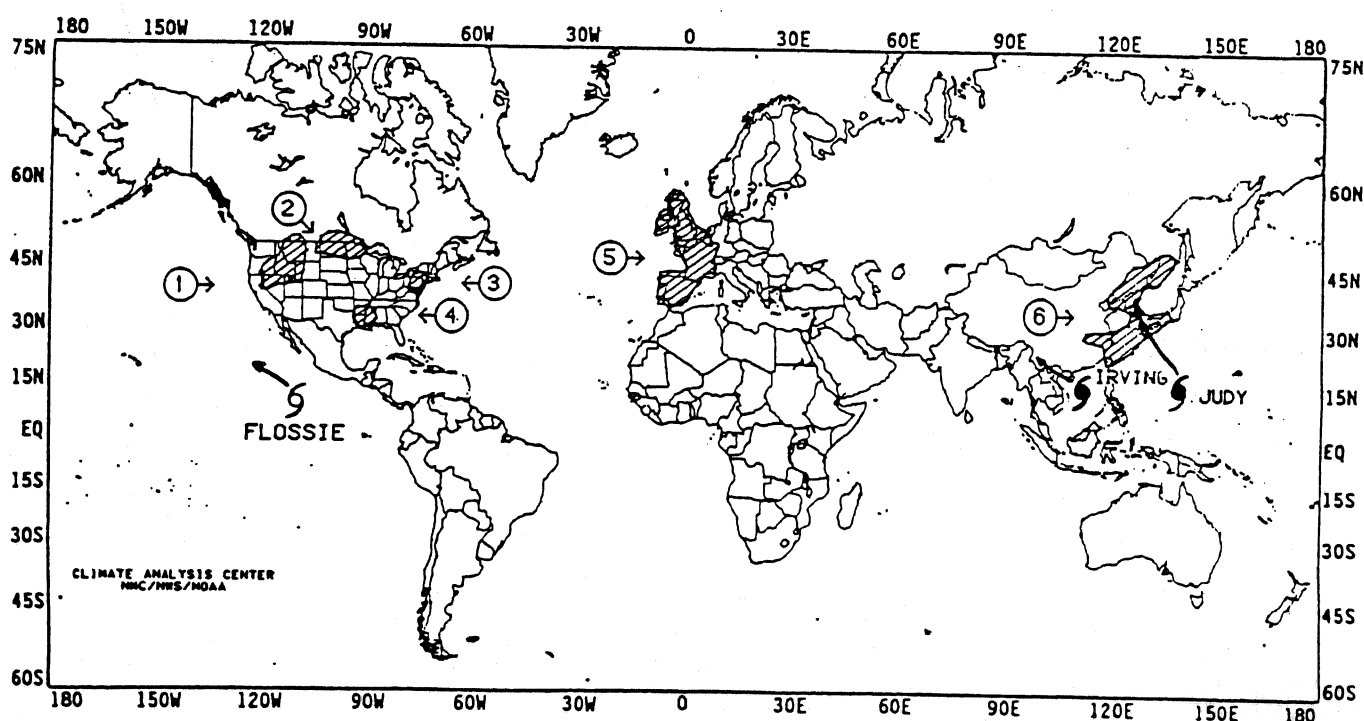 180 150W 120W 90W 60W 30W 0 30E 60E 90E 120E 150E 180
75N 75N
60N 60N
2
45N 5
1 3 45N
30N 4 6
30N
15N IRVING
JUDY 15N
EQ FLOSSIE
EQ
15S 15S
30S 30S
CLIMATE ANALYSIS CENTER
NMC/NWS/NOAA
45S 45S
60S 60S
180 150W 120W 90W 60W 30W 0 30E 60E 90E 120E 150E 180